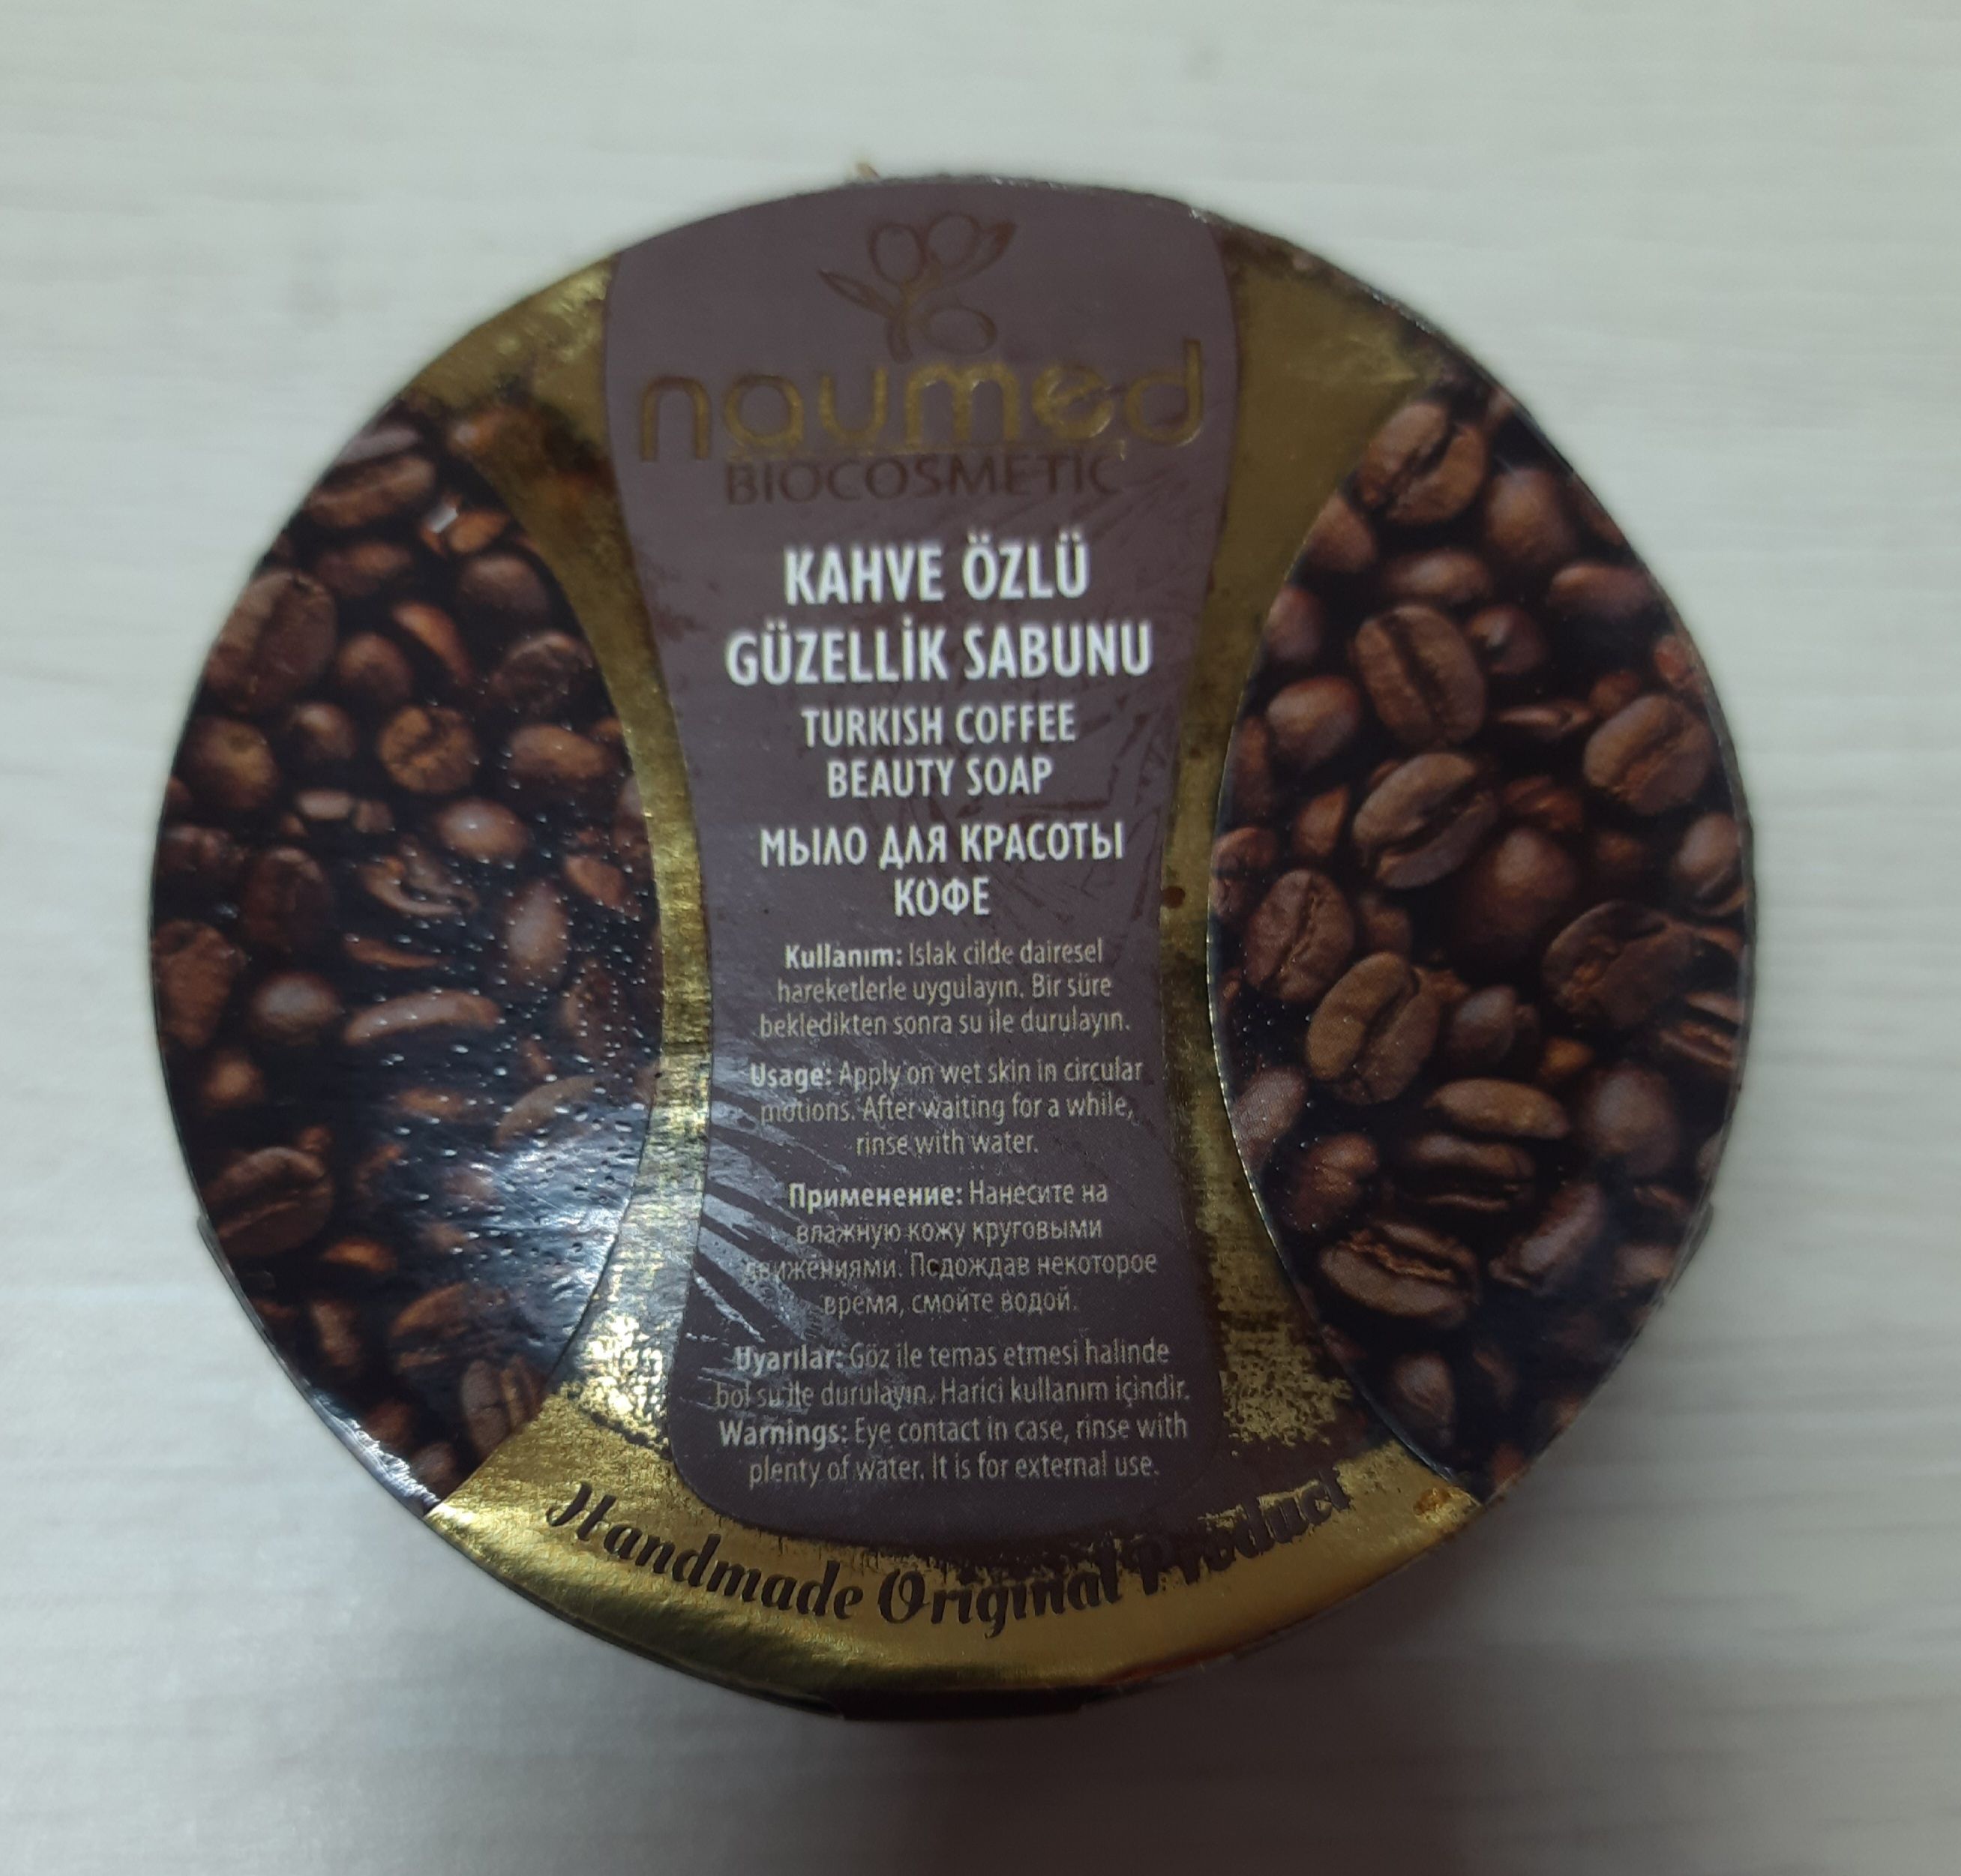 naumed
BIOCOSMETIC
KAHVE ÖZLÜ
GÜZELLİK SABUNU
TURKISH COFFEE
BEAUTY SOAP
МЫЛО ДЛЯ КРАСОТЫ
КОФЕ
Kullanım: Islak cilde dairesel
hareketlerle uygulayın. Bir süre
bekledikten sonra su ile durulayın.
Usage: Apply on wet skin in circular
motions. After waiting for a while,
rinse with water.
Применение: Нанесите на
влажную кожу круговыми
движениями. Подождав некоторое
время, смойте водой.
Uyarılar: Göz ile temas etmesi halinde
bol su ile durulayın. Harici kullanım içindir.
Warnings: Eye contact in case, rinse with
plenty of water. It is for external use.
Handmade Original Product